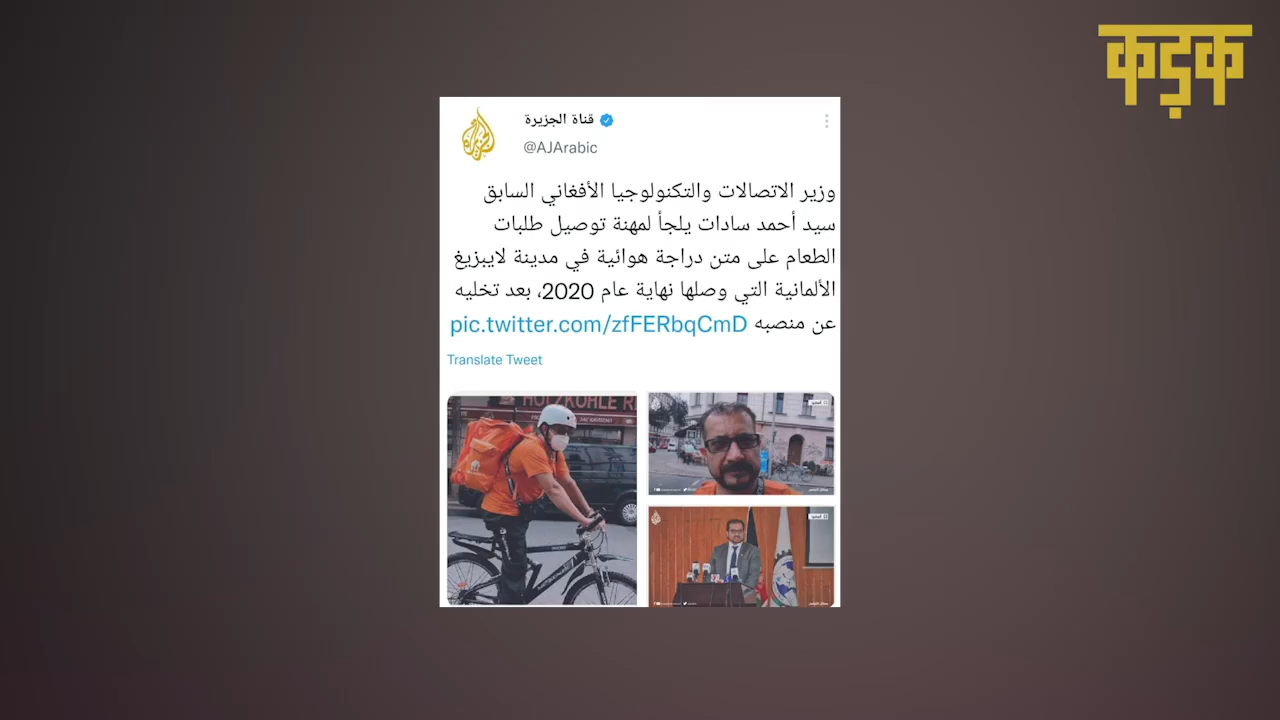 कड़क
قناة الجزيرة
@AJArabic
وزير الاتصالات والتكنولوجيا الأفغاني السابق
سيد أحمد سادات يلجأ لمهنة توصيل طلبات
الطعام على متن دراجة هوائية في مدينة لايبزيغ
الألمانية التي وصلها نهاية عام 2020، بعد تخليه
عن منصبه pic.twitter.com/zfFERbqCmD
Translate Tweet
HOLZKOHLE